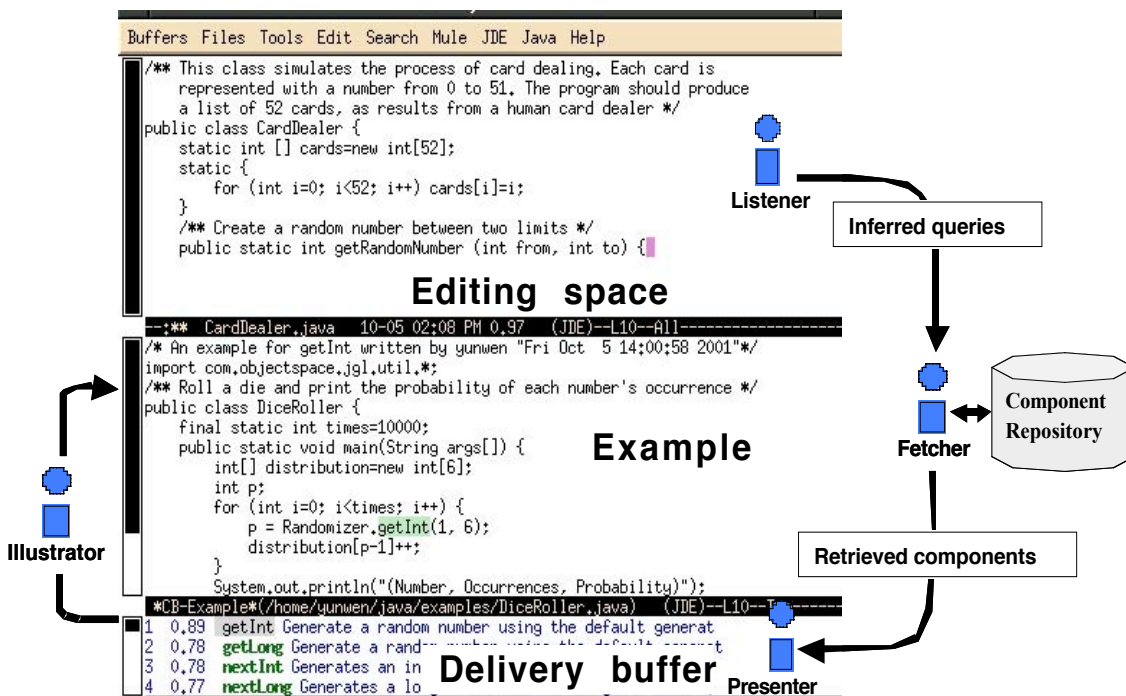 Buffers Files Tools Edit Search Mule JDE Java Help
/** This class simulates the process of card dealing. Each card is
represented with a number from 0 to 51. The program should produce
a list of 52 cards, as results from a human card dealer */
public class CardDealer {
static int [] cards=new int[52];
static {
for (int i=0; i<52; i++) cards[i]=i;
}
/** Create a random number between two limits */
public static int getRandomNumber (int from, int to) {
Listener
Inferred queries
Editing space
--:** CardDealer.java 10-05 02:08 PM 0.97 (JDE)--L10--All--------------------
/* An example for getInt written by yunwen "Fri Oct 5 14:00:58 2001"*/
import com.objectspace.jgl.util.*;
/** Roll a die and print the probability of each number's occurrence */
public class DiceRoller {
final static int times=10000;
public static void main(String args[]) {
int[] distribution=new int[6];
int p;
for (int i=0; i<times; i++) {
p = Randomizer.getInt(1, 6);
distribution[p-1]++;
}
System.out.println("(Number, Occurrences, Probability)");
Example
Fetcher
Component
Repository
Illustrator
Retrieved components
*CB-Example*(/home/yunwen/java/examples/DiceRoller.java) (JDE)--L10--
1 0.89 getInt Generate a random number using the default generat
2 0.78 getLong Generate a random number using the default generat
3 0.78 nextInt Generates an in
4 0.77 nextLong Generates a lo
Delivery buffer
Presenter